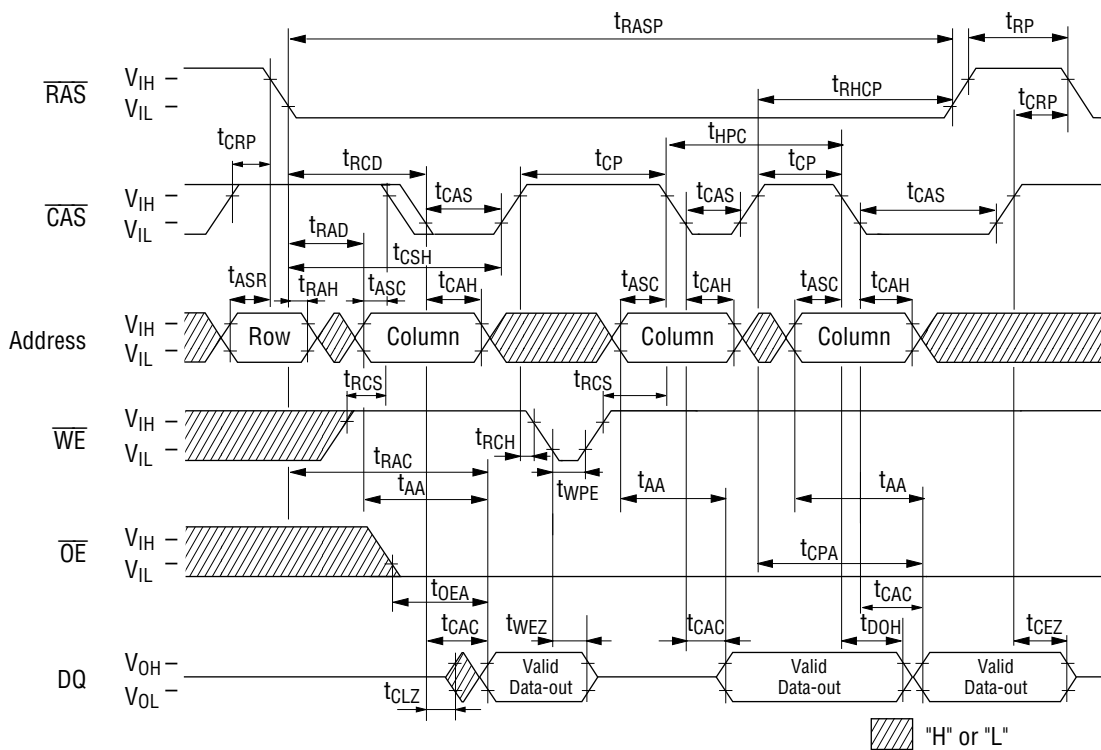 tRASP
tRP
RAS
VIH
VIL
tRHCP
tCRP
tCRP
tRCD
tCP
tHPC
tCP
CAS
VIH
VIL
tCAS
tCAS
tCAS
tRAD
tCSH
tASR
tRAH
tASC
tCAH
tASC
tCAH
tASC
tCAH
Address
VIH
VIL
Row
Column
Column
Column
tRCS
tRCS
WE
VIH
VIL
tRCH
tWPE
tRAC
tAA
tAA
tAA
OE
VIH
VIL
tCPA
tOEA
tCAC
tCAC
tWEZ
tCAC
tDOH
tCEZ
DQ
VOH
VOL
Valid
Data-out
Valid
Data-out
Valid
Data-out
tCLZ
"H" or "L"